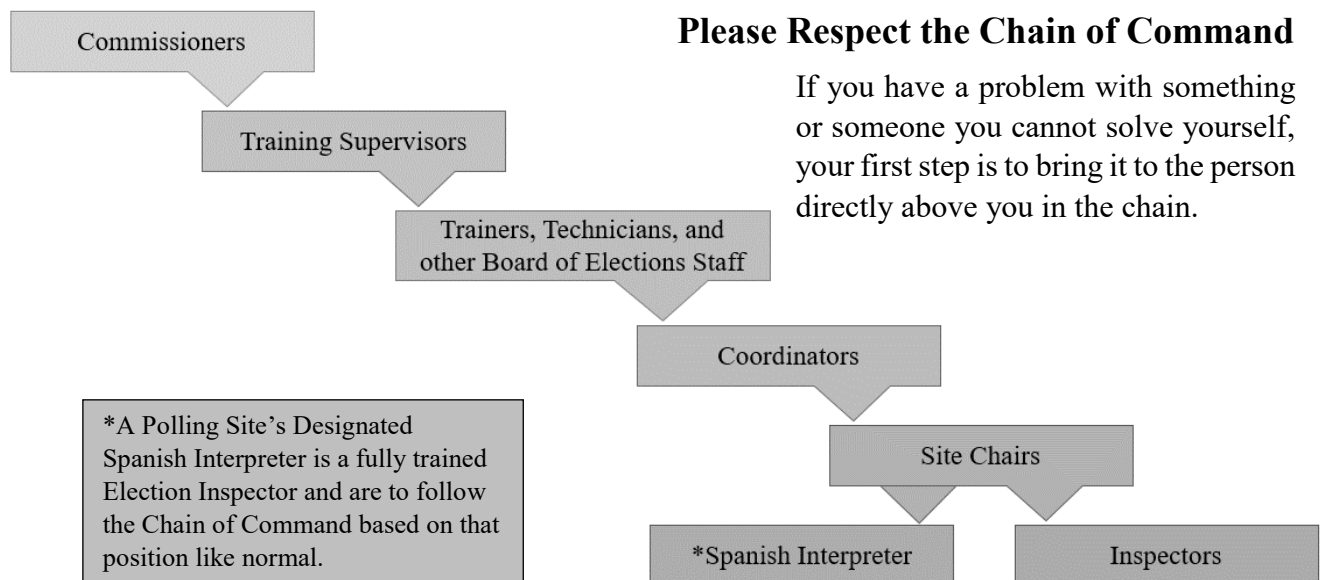 Please Respect the Chain of Command
If you have a problem with something
or someone you cannot solve yourself,
your first step is to bring it to the person
directly above you in the chain.
Commissioners
Training Supervisors
Trainers, Technicians, and
other Board of Elections Staff
Coordinators
Site Chairs
*Spanish Interpreter
Inspectors
*A Polling Site’s Designated
Spanish Interpreter is a fully trained
Election Inspector and are to follow
the Chain of Command based on that
position like normal.